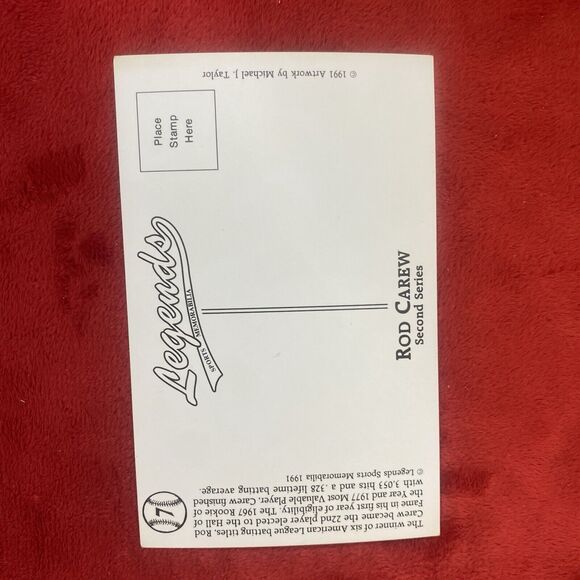 The winner of six American League batting titles, Rod
Carew became the 22nd player elected to the Hall of
Fame in his first year of eligibility. The 1967 Rookie of
the Year and 1977 Most Valuable Player, Carew finished
with 3,053 hits and a .328 lifetime batting average.
© Legends Sports Memorabilia 1991
7
Legends
SPORTS MEMORABILIA
ROD CAREW
Second Series
Place
Stamp
Here
© 1991 Artwork by Michael J. Taylor